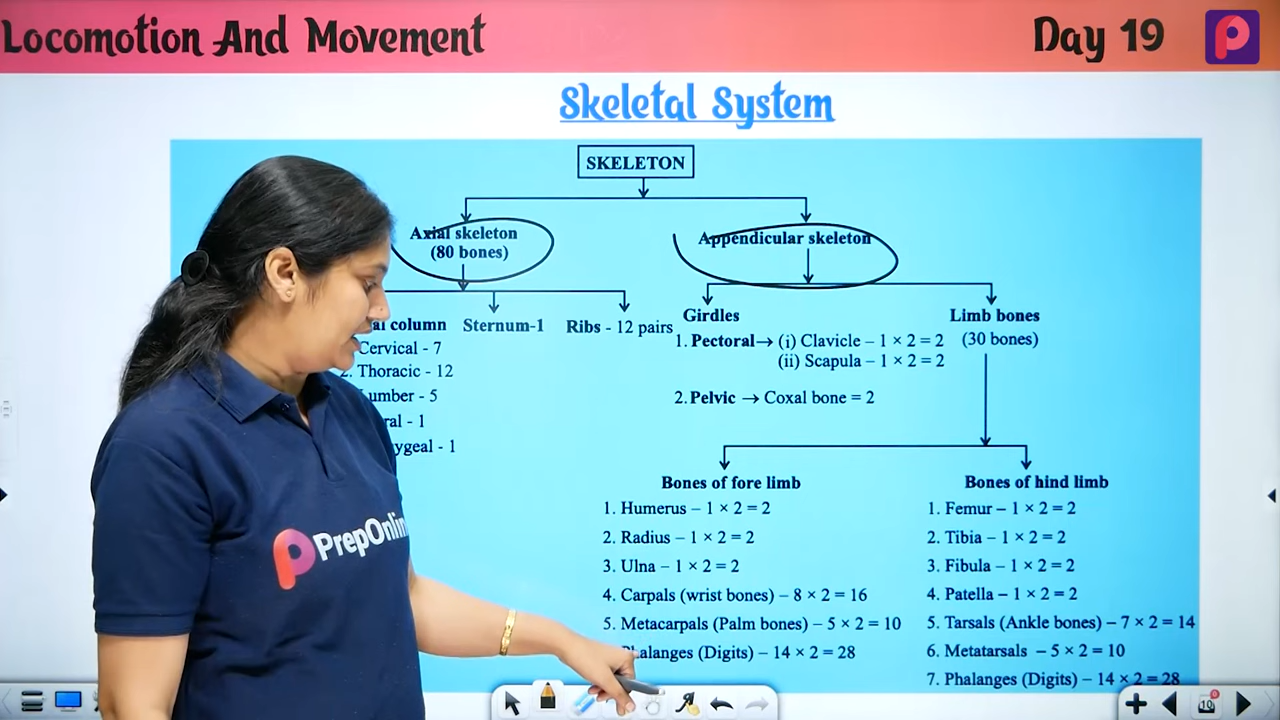 Locomotion And Movement
Day 19
Skeletal System
SKELETON
Axial skeleton
(80 bones)
Appendicular skeleton
column
Cervical - 7
2. Thoracic - 12
- 5
- 1
- 1
Sternum-1
Ribs - 12 pairs
Girdles
1. Pectoral→ (i) Clavicle – 1 × 2 = 2
(ii) Scapula – 1 × 2 = 2
2. Pelvic → Coxal bone = 2
Limb bones
(30 bones)
Bones of fore limb
1. Humerus – 1 × 2 = 2
2. Radius – 1 × 2 = 2
3. Ulna – 1 × 2 = 2
4. Carpals (wrist bones) – 8 × 2 = 16
5. Metacarpals (Palm bones) – 5 × 2 = 10
Phalanges (Digits) – 14 × 2 = 28
Bones of hind limb
1. Femur – 1 × 2 = 2
2. Tibia – 1 × 2 = 2
3. Fibula – 1 × 2 = 2
4. Patella – 1 × 2 = 2
5. Tarsals (Ankle bones) – 7 × 2 = 14
6. Metatarsals – 5 × 2 = 10
7. Phalanges (Digits) – 14 × 2 = 28
PrepOnlin